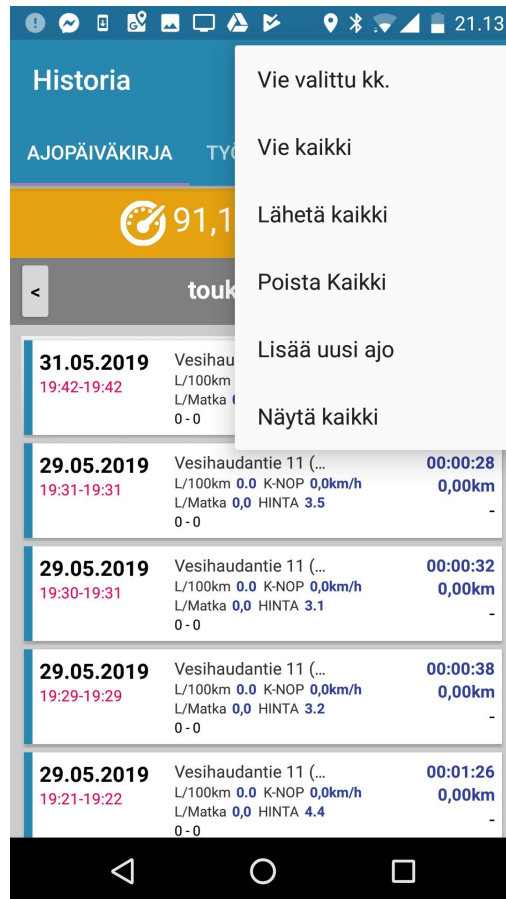 21.13
Historia
Vie valittu kk.
Vie kaikki
Lähetä kaikki
Poista Kaikki
Lisää uusi ajo
Näytä kaikki
AJOPÄIVÄKIRJA
91,1
<
touk
31.05.2019
19:42-19:42
Vesihau
L/100km
L/Matka
0 - 0
29.05.2019
19:31-19:31
Vesihaudantie 11 (...
L/100km 0.0 K-NOP 0,0km/h
L/Matka 0,0 HINTA 3.5
0 - 0
00:00:28
0,00km
-
29.05.2019
19:30-19:31
Vesihaudantie 11 (...
L/100km 0.0 K-NOP 0,0km/h
L/Matka 0,0 HINTA 3.1
0 - 0
00:00:32
0,00km
-
29.05.2019
19:29-19:29
Vesihaudantie 11 (...
L/100km 0.0 K-NOP 0,0km/h
L/Matka 0,0 HINTA 3.2
0 - 0
00:00:38
0,00km
-
29.05.2019
19:21-19:22
Vesihaudantie 11 (...
L/100km 0.0 K-NOP 0,0km/h
L/Matka 0,0 HINTA 4.4
0 - 0
00:01:26
0,00km
-